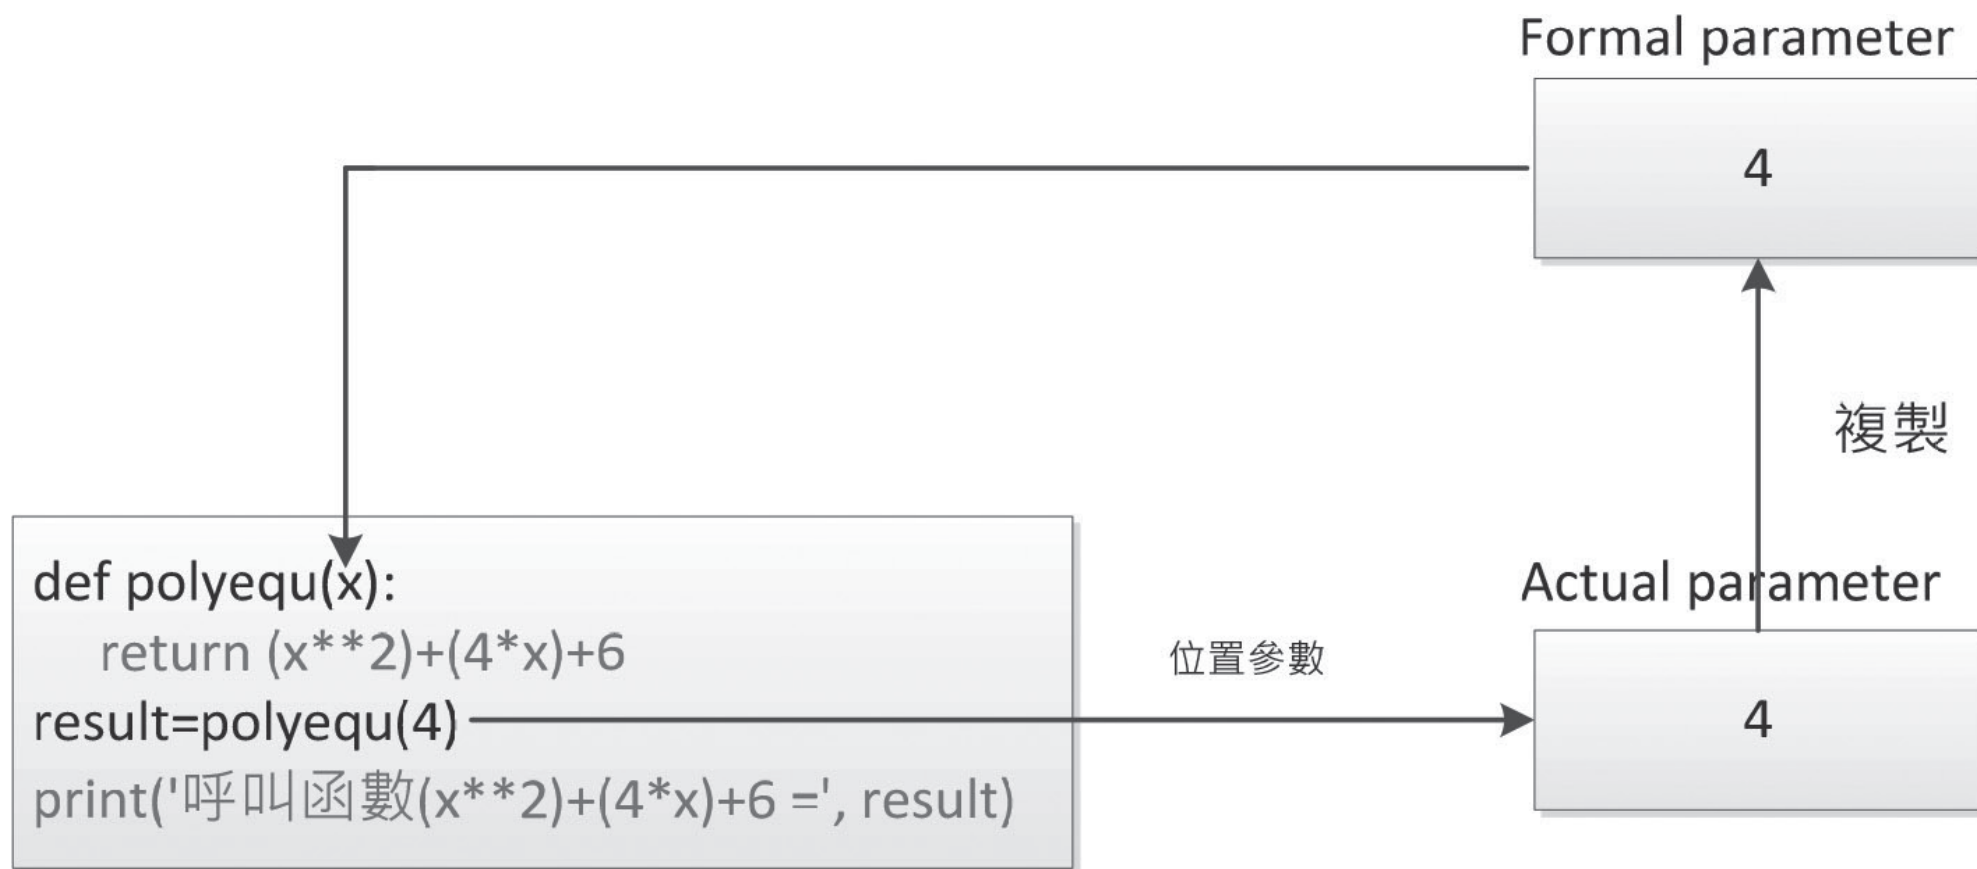 Formal parameter
4
複製
def polyequ(x):
return (x**2)+(4*x)+6
result=polyequ(4)
print('呼叫函數(x**2)+(4*x)+6 =', result)
位置參數
Actual parameter
4